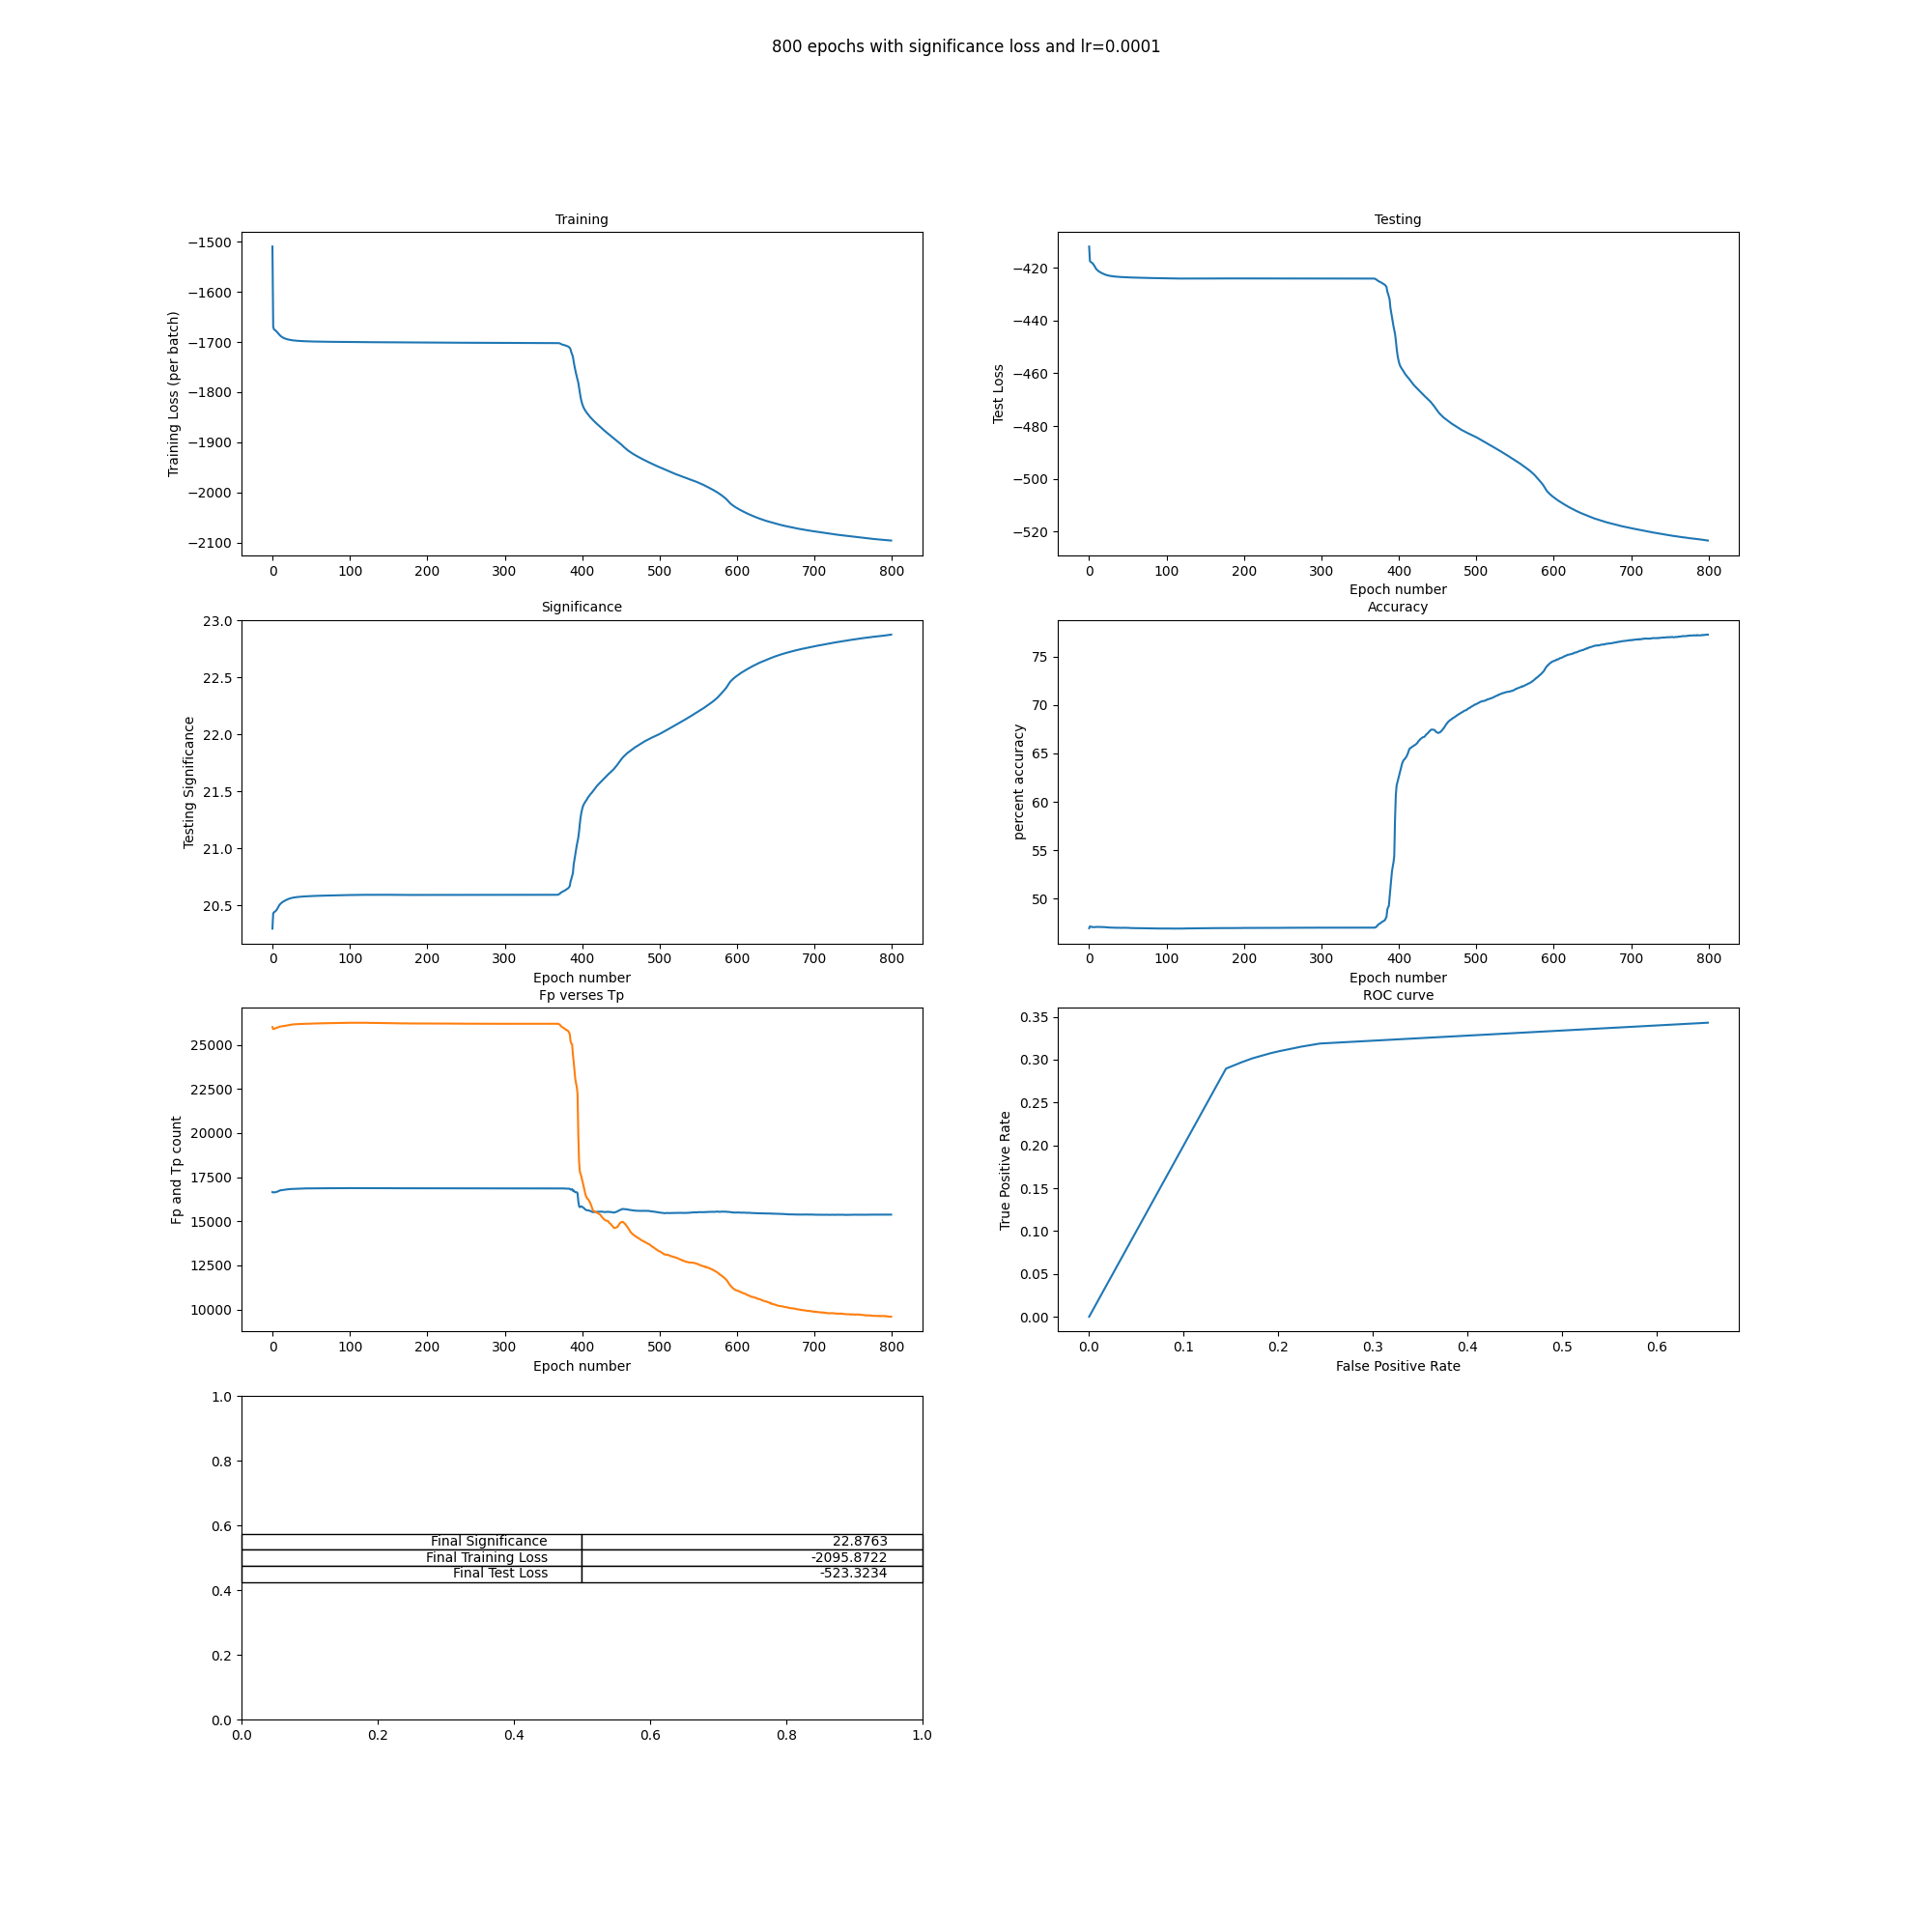 800 epochs with significance loss and lr=0.0001
Training
Training Loss (per batch)
−1500
−1600
−1700
−1800
−1900
−2000
−2100
0 100 200 300 400 500 600 700 800
Testing
Test Loss
−420
−440
−460
−480
−500
−520
0 100 200 300 400 500 600 700 800
Epoch number
Significance
Testing Significance
23.0
22.5
22.0
21.5
21.0
20.5
0 100 200 300 400 500 600 700 800
Epoch number
Accuracy
percent accuracy
75
70
65
60
55
50
0 100 200 300 400 500 600 700 800
Epoch number
Fp verses Tp
Fp and Tp count
25000
22500
20000
17500
15000
12500
10000
0 100 200 300 400 500 600 700 800
Epoch number
ROC curve
True Positive Rate
0.35
0.30
0.25
0.20
0.15
0.10
0.05
0.00
0.0 0.1 0.2 0.3 0.4 0.5 0.6
False Positive Rate
1.0
0.8
0.6
Final Significance 22.8763
Final Training Loss -2095.8722
Final Test Loss -523.3234
0.4
0.2
0.0
0.0 0.2 0.4 0.6 0.8 1.0